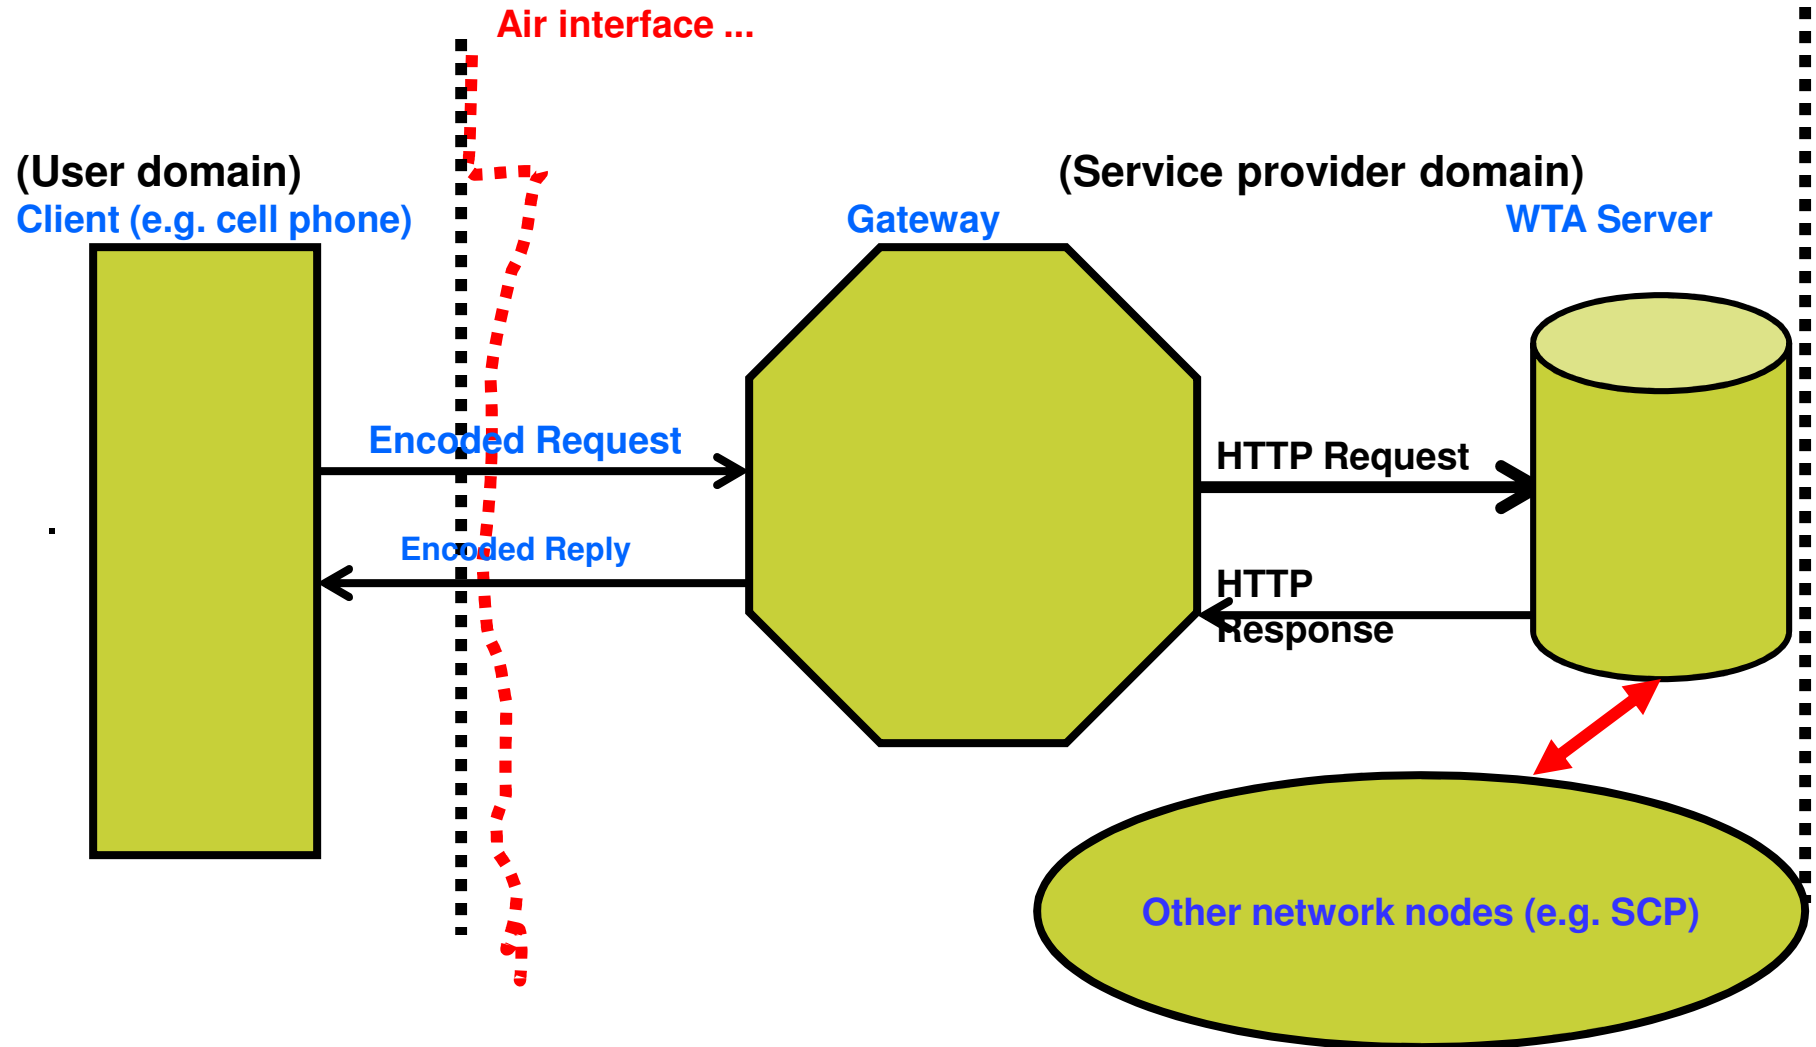 Air interface ...
(User domain)
(Service provider domain)
Client (e.g. cell phone)
Gateway
WTA Server
Encoded Request
HTTP Request
Encoded Reply
HTTP
Response
Other network nodes (e.g. SCP)